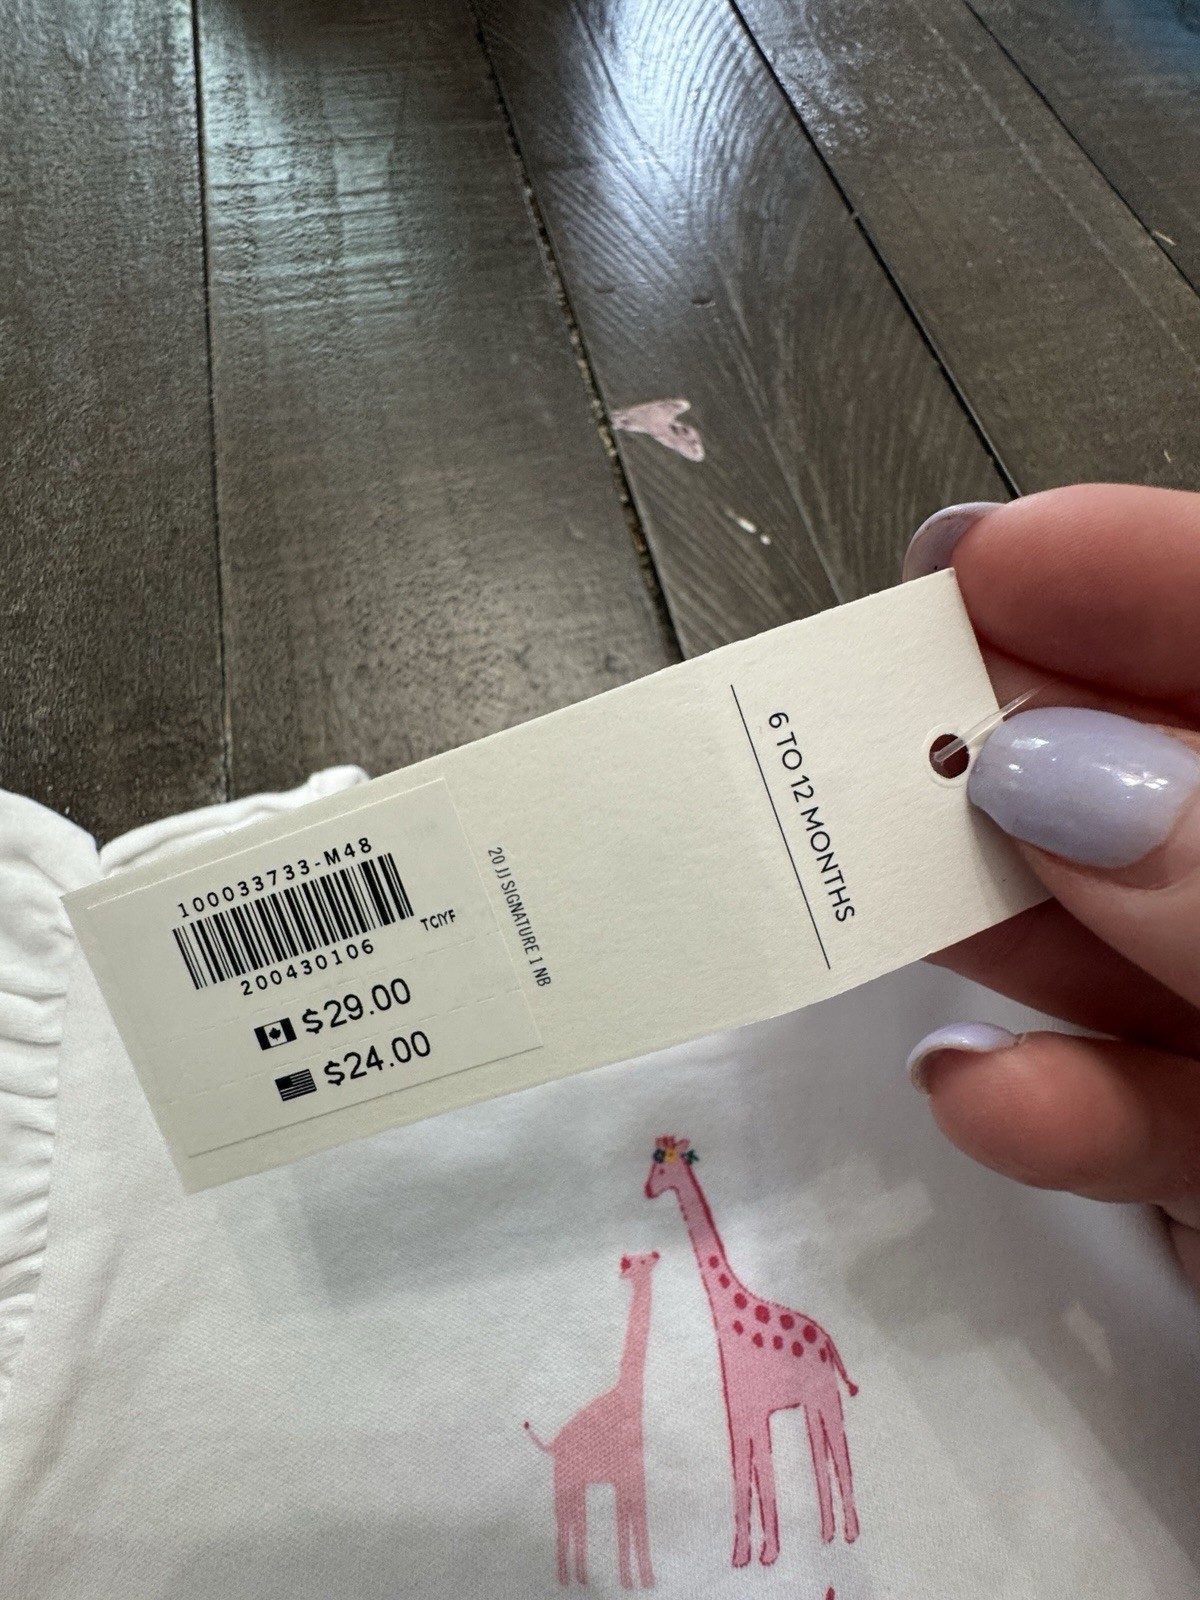 100033733-M48
200430106
TCIYF
$29.00
$24.00
20 JJ SIGNATURE 1 NB
6 TO 12 MONTHS